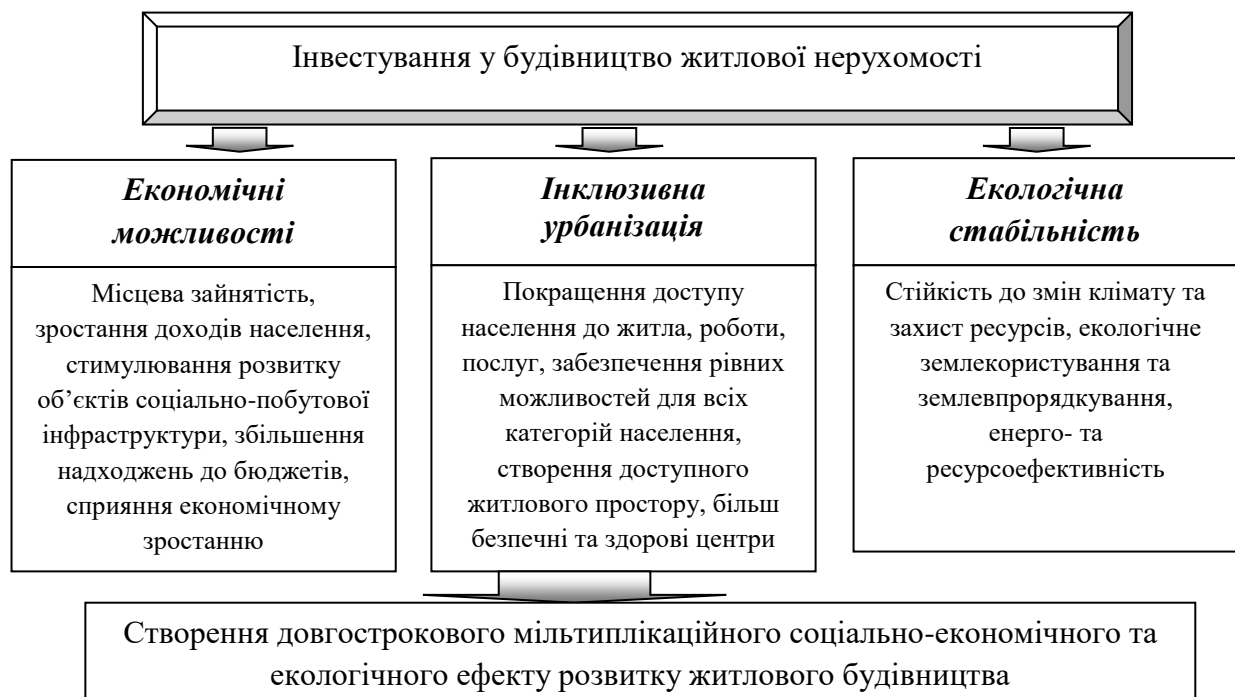 Інвестування у будівництво житлової нерухомості
Економічні
можливості
Місцева зайнятість,
зростання доходів населення,
стимулювання розвитку
об’єктів соціально-побутової
інфраструктури, збільшення
надходжень до бюджетів,
сприяння економічному
зростанню
Інклюзивна
урбанізація
Покращення доступу
населення до житла, роботи,
послуг, забезпечення рівних
можливостей для всіх
категорій населення,
створення доступного
житлового простору, більш
безпечні та здорові центри
Екологічна
стабільність
Стійкість до змін клімату та
захист ресурсів, екологічне
землекористування та
землевпрорядкування,
енерго- та
ресурсоефективність
Створення довгострокового мільтиплікаційного соціально-економічного та
екологічного ефекту розвитку житлового будівництва